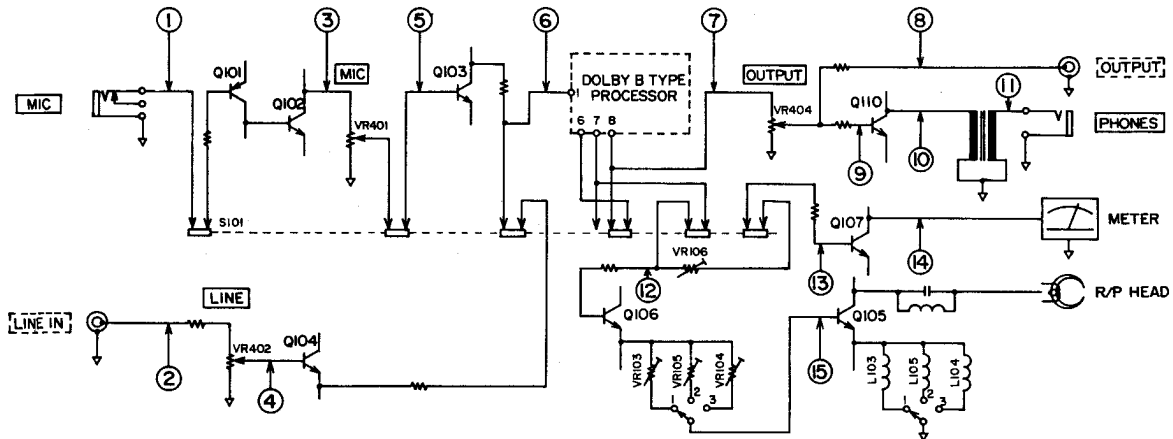 1
3
5
6
7
8
MIC
Q101
Q102
MIC
VR401
Q103
1
DOLBY B TYPE
PROCESSOR
6 7 8
OUTPUT
VR404
Q110
9
10
11
OUTPUT
PHONES
S101
METER
Q107
13
14
R/P HEAD
LINE IN
LINE
2
VR402
4
Q104
VR106
12
Q106
VR103
VR105
VR104
1
2
3
15
Q105
L103
L105
L104
1
2
3